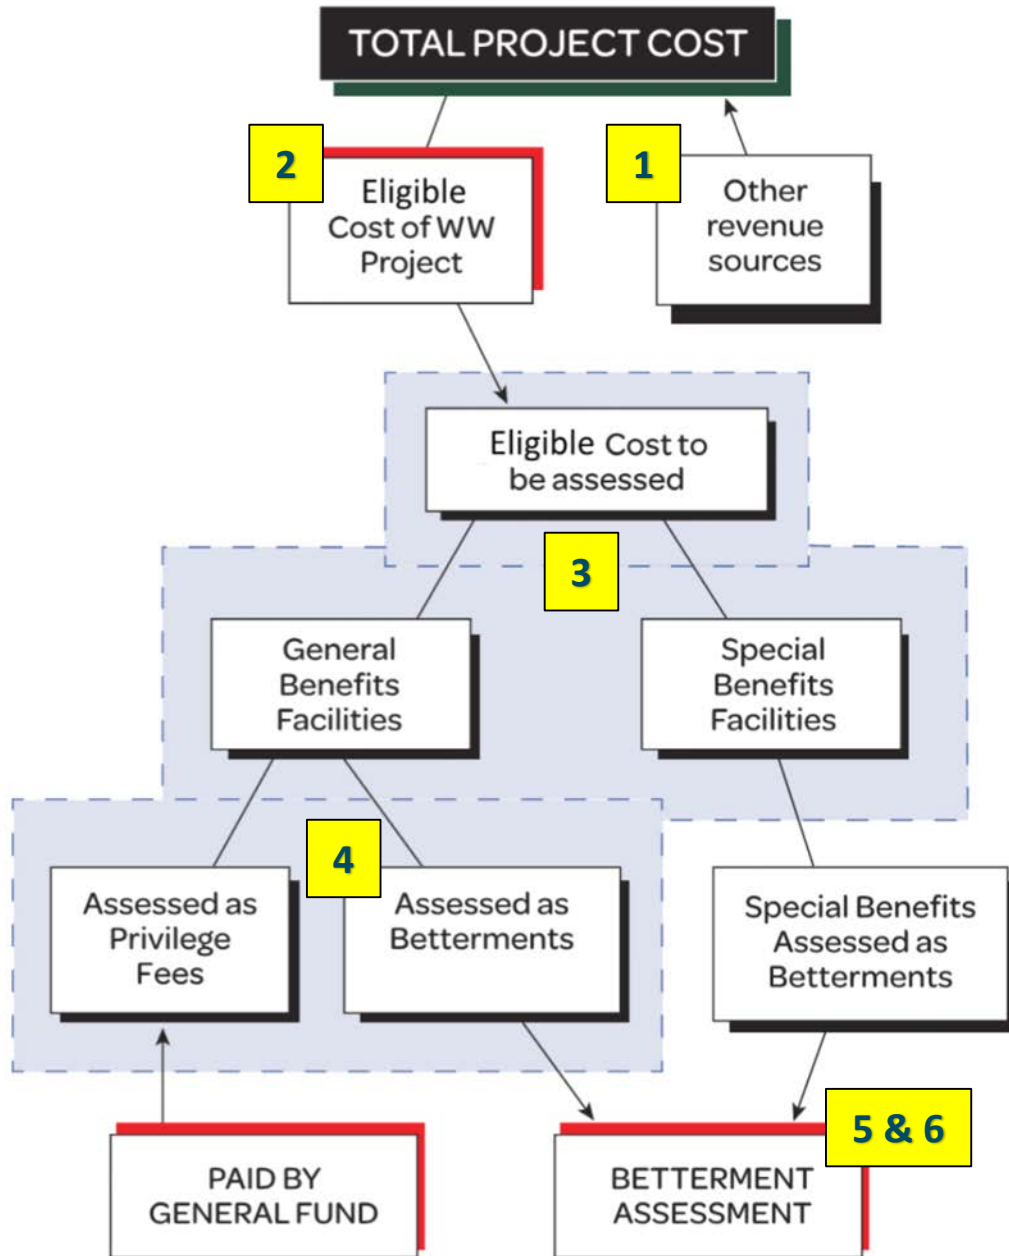 TOTAL PROJECT COST
2
Eligible
Cost of WW
Project
1
Other
revenue
sources
Eligible Cost to
be assessed
3
General
Benefits
Facilities
Special
Benefits
Facilities
4
Assessed as
Privilege
Fees
Assessed as
Betterments
Special Benefits
Assessed as
Betterments
5 & 6
PAID BY
GENERAL FUND
BETTERMENT
ASSESSMENT